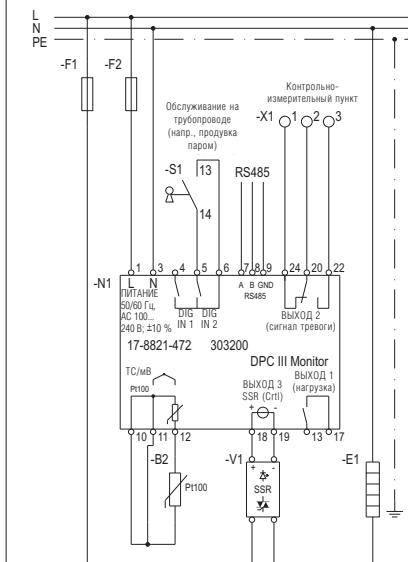 L
N
PE
-F1
-F2
Обслуживание на
трубопроводе
(напр., продувка
паром)
Контрольно-
измерительный пункт
-X1 1 2 3
-S1 13
14
RS485
-N1
1 3 4 5 6 7 8 9 24 20 22
L N
A B GND
RS485
ПИТАНИЕ
50/60 Гц,
AC 100...
240 В; ±10 %
DIG
IN 1
DIG
IN 2
ВЫХОД 2
(сигнал тревоги)
17-8821-472 303200
DPC III Monitor
ТС/мВ
Pt100
ВЫХОД 3
SSR (Crtl)
+ -
ВЫХОД 1
(нагрузка)
10 11 12 18 19 13 17
-B2
Pt100
-V1
+ -
SSR
-E1